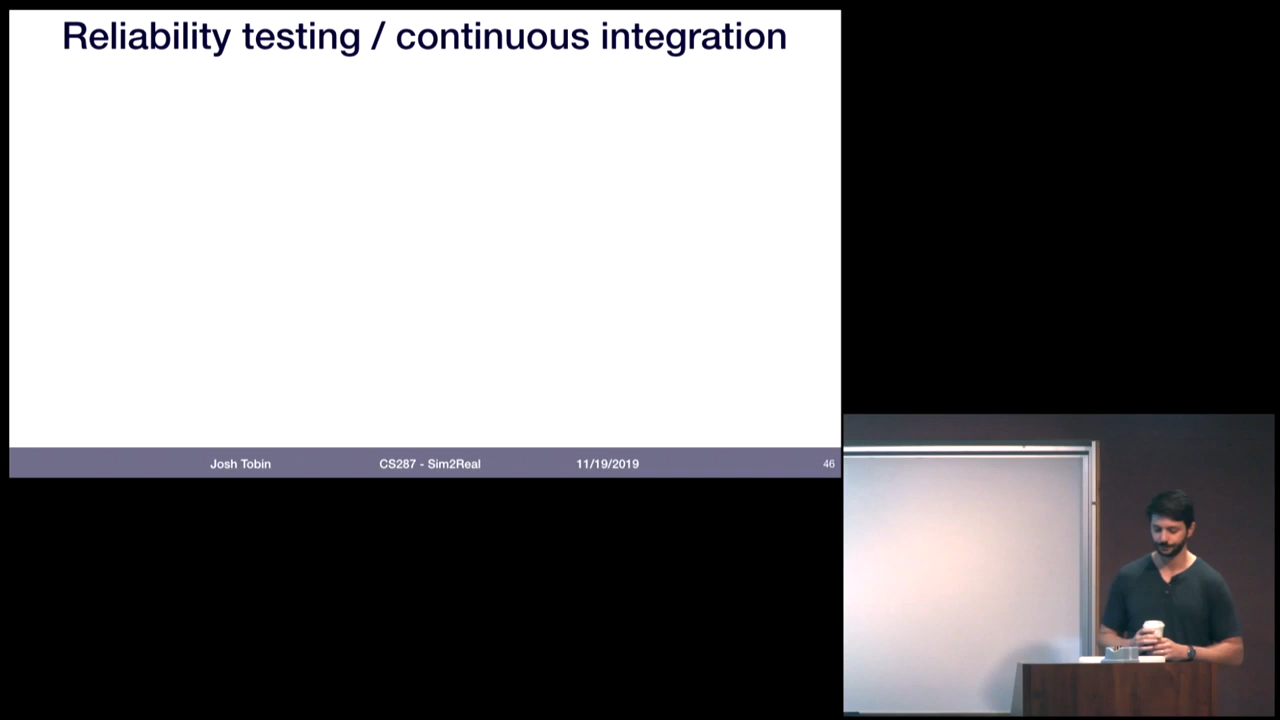 Reliability testing / continuous integration
Josh Tobin CS287 - Sim2Real 11/19/2019 46